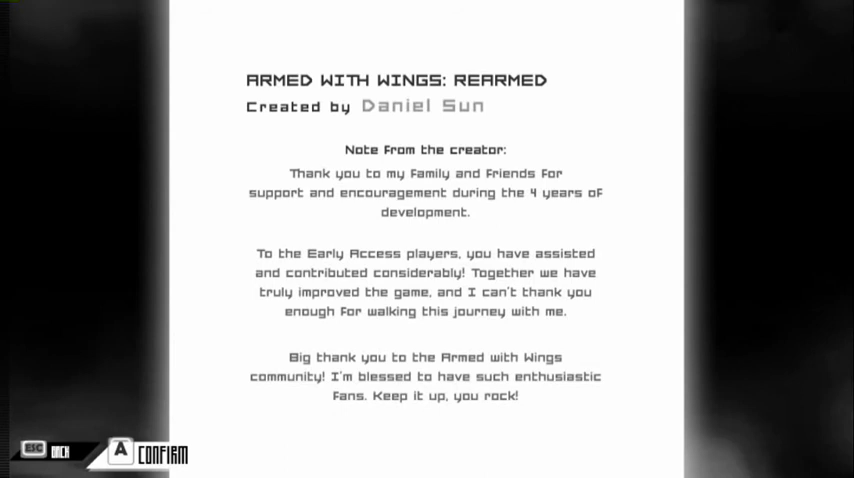 ARMED WITH WINGS: REARMED
Created by Daniel Sun
Note from the creator:
Thank you to my Family and Friends For
support and encouragement during the 4 years of
development.
To the Early Access players, you have assisted
and contributed considerably! Together we have
truly improved the game, and I can't thank you
enough for walking this journey with me.
Big thank you to the Armed with Wings
community! I'm blessed to have such enthusiastic
Fans. Keep it up, you rock!
ESC BACK A CONFIRM